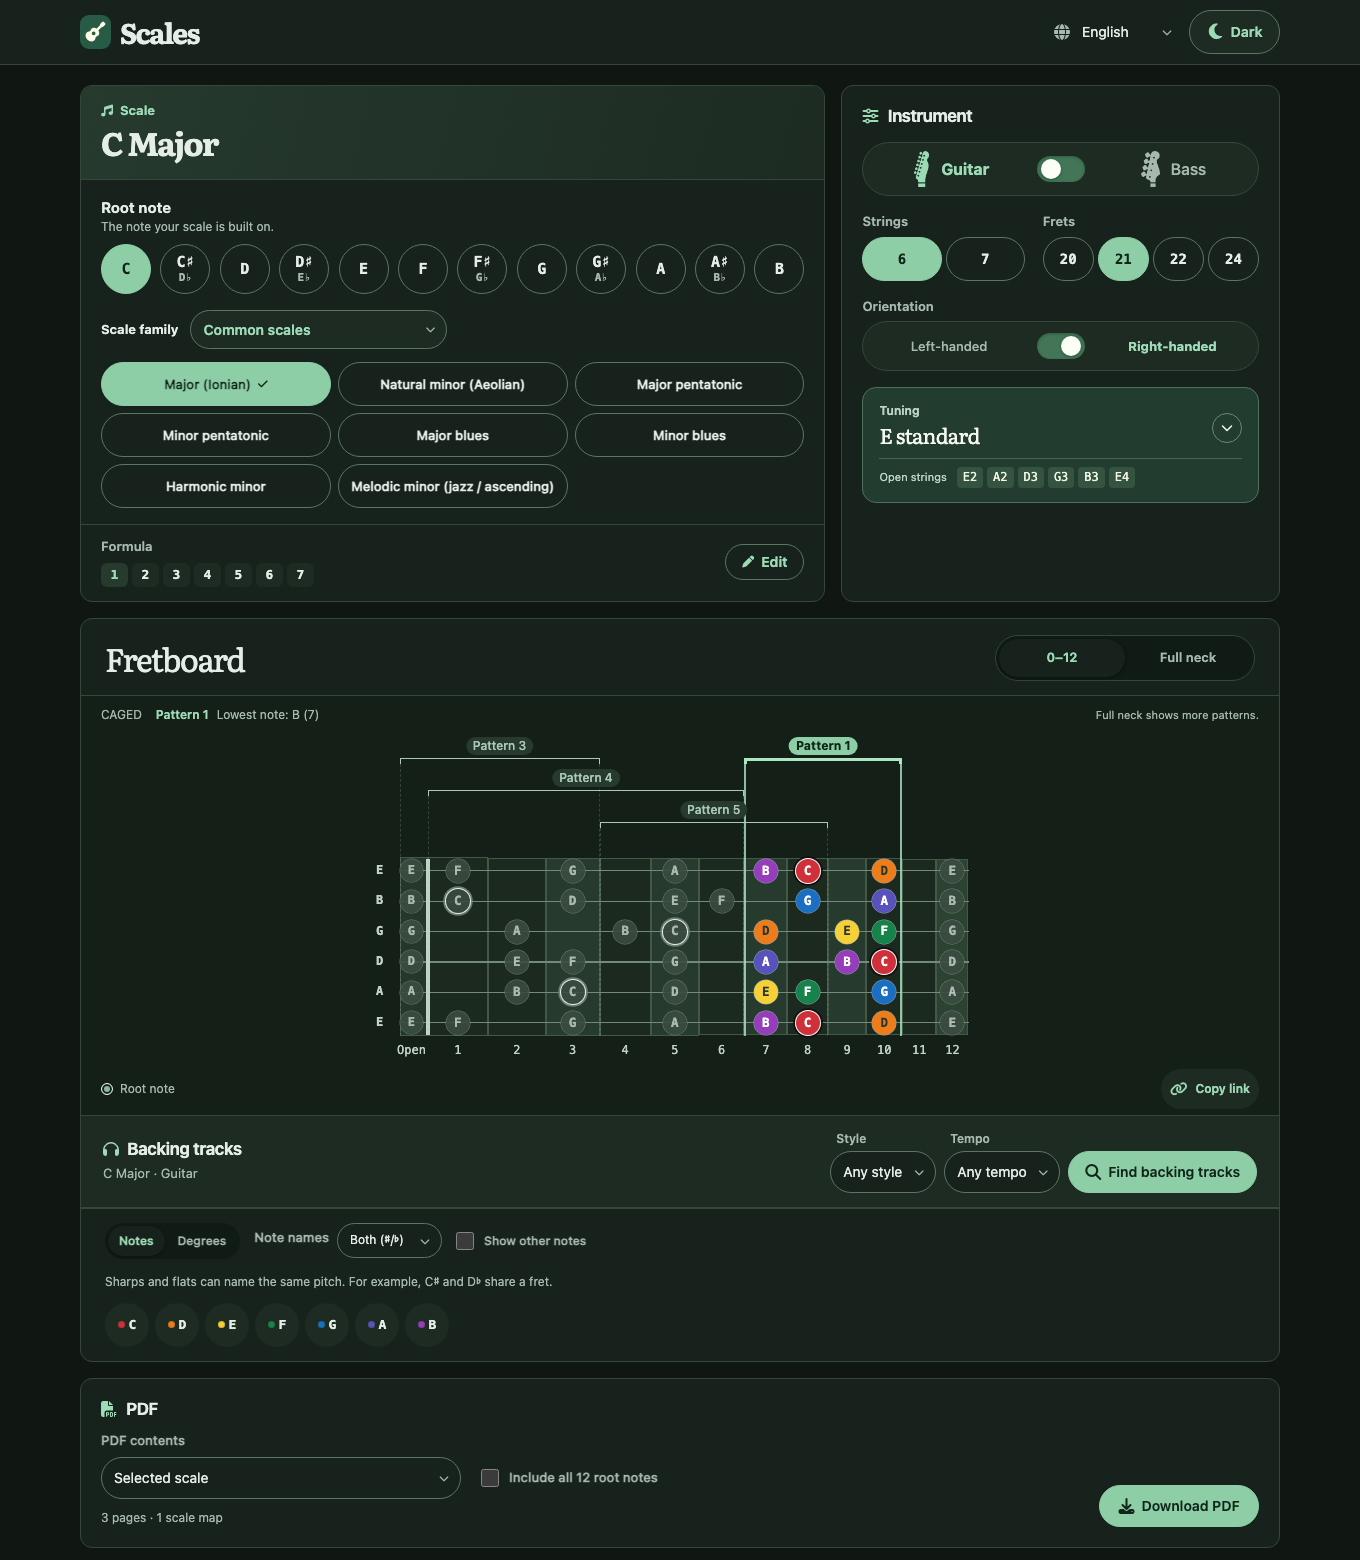 Scales
English
Dark
Scale
C Major
Root note
The note your scale is built on.
C C♯ D D♯ E F F♯ G G♯ A A♯ B
D♭ E♭ G♭ A♭ B♭
Scale family Common scales
Major (Ionian) Natural minor (Aeolian) Major pentatonic
Minor pentatonic Major blues Minor blues
Harmonic minor Melodic minor (jazz / ascending)
Formula
1 2 3 4 5 6 7
Edit
Instrument
Guitar Bass
Strings Frets
6 7 20 21 22 24
Orientation
Left-handed Right-handed
Tuning
E standard
Open strings E2 A2 D3 G3 B3 E4
Fretboard
0–12 Full neck
CAGED Pattern 1 Lowest note: B (7)
Full neck shows more patterns.
Pattern 3 Pattern 1
Pattern 4
Pattern 5
E E F G A B C D E
B B C D E F G A B
G G A B C D E F G
D D E F G A B C D
A A B C D E F G A
E E F G A B C D E
Open 1 2 3 4 5 6 7 8 9 10 11 12
Root note
Copy link
Backing tracks
C Major · Guitar
Style Tempo
Any style Any tempo Find backing tracks
Notes Degrees Note names Both (♯/♭) Show other notes
Sharps and flats can name the same pitch. For example, C♯ and D♭ share a fret.
C D E F G A B
PDF
PDF
PDF contents
Selected scale
Include all 12 root notes
3 pages · 1 scale map
Download PDF